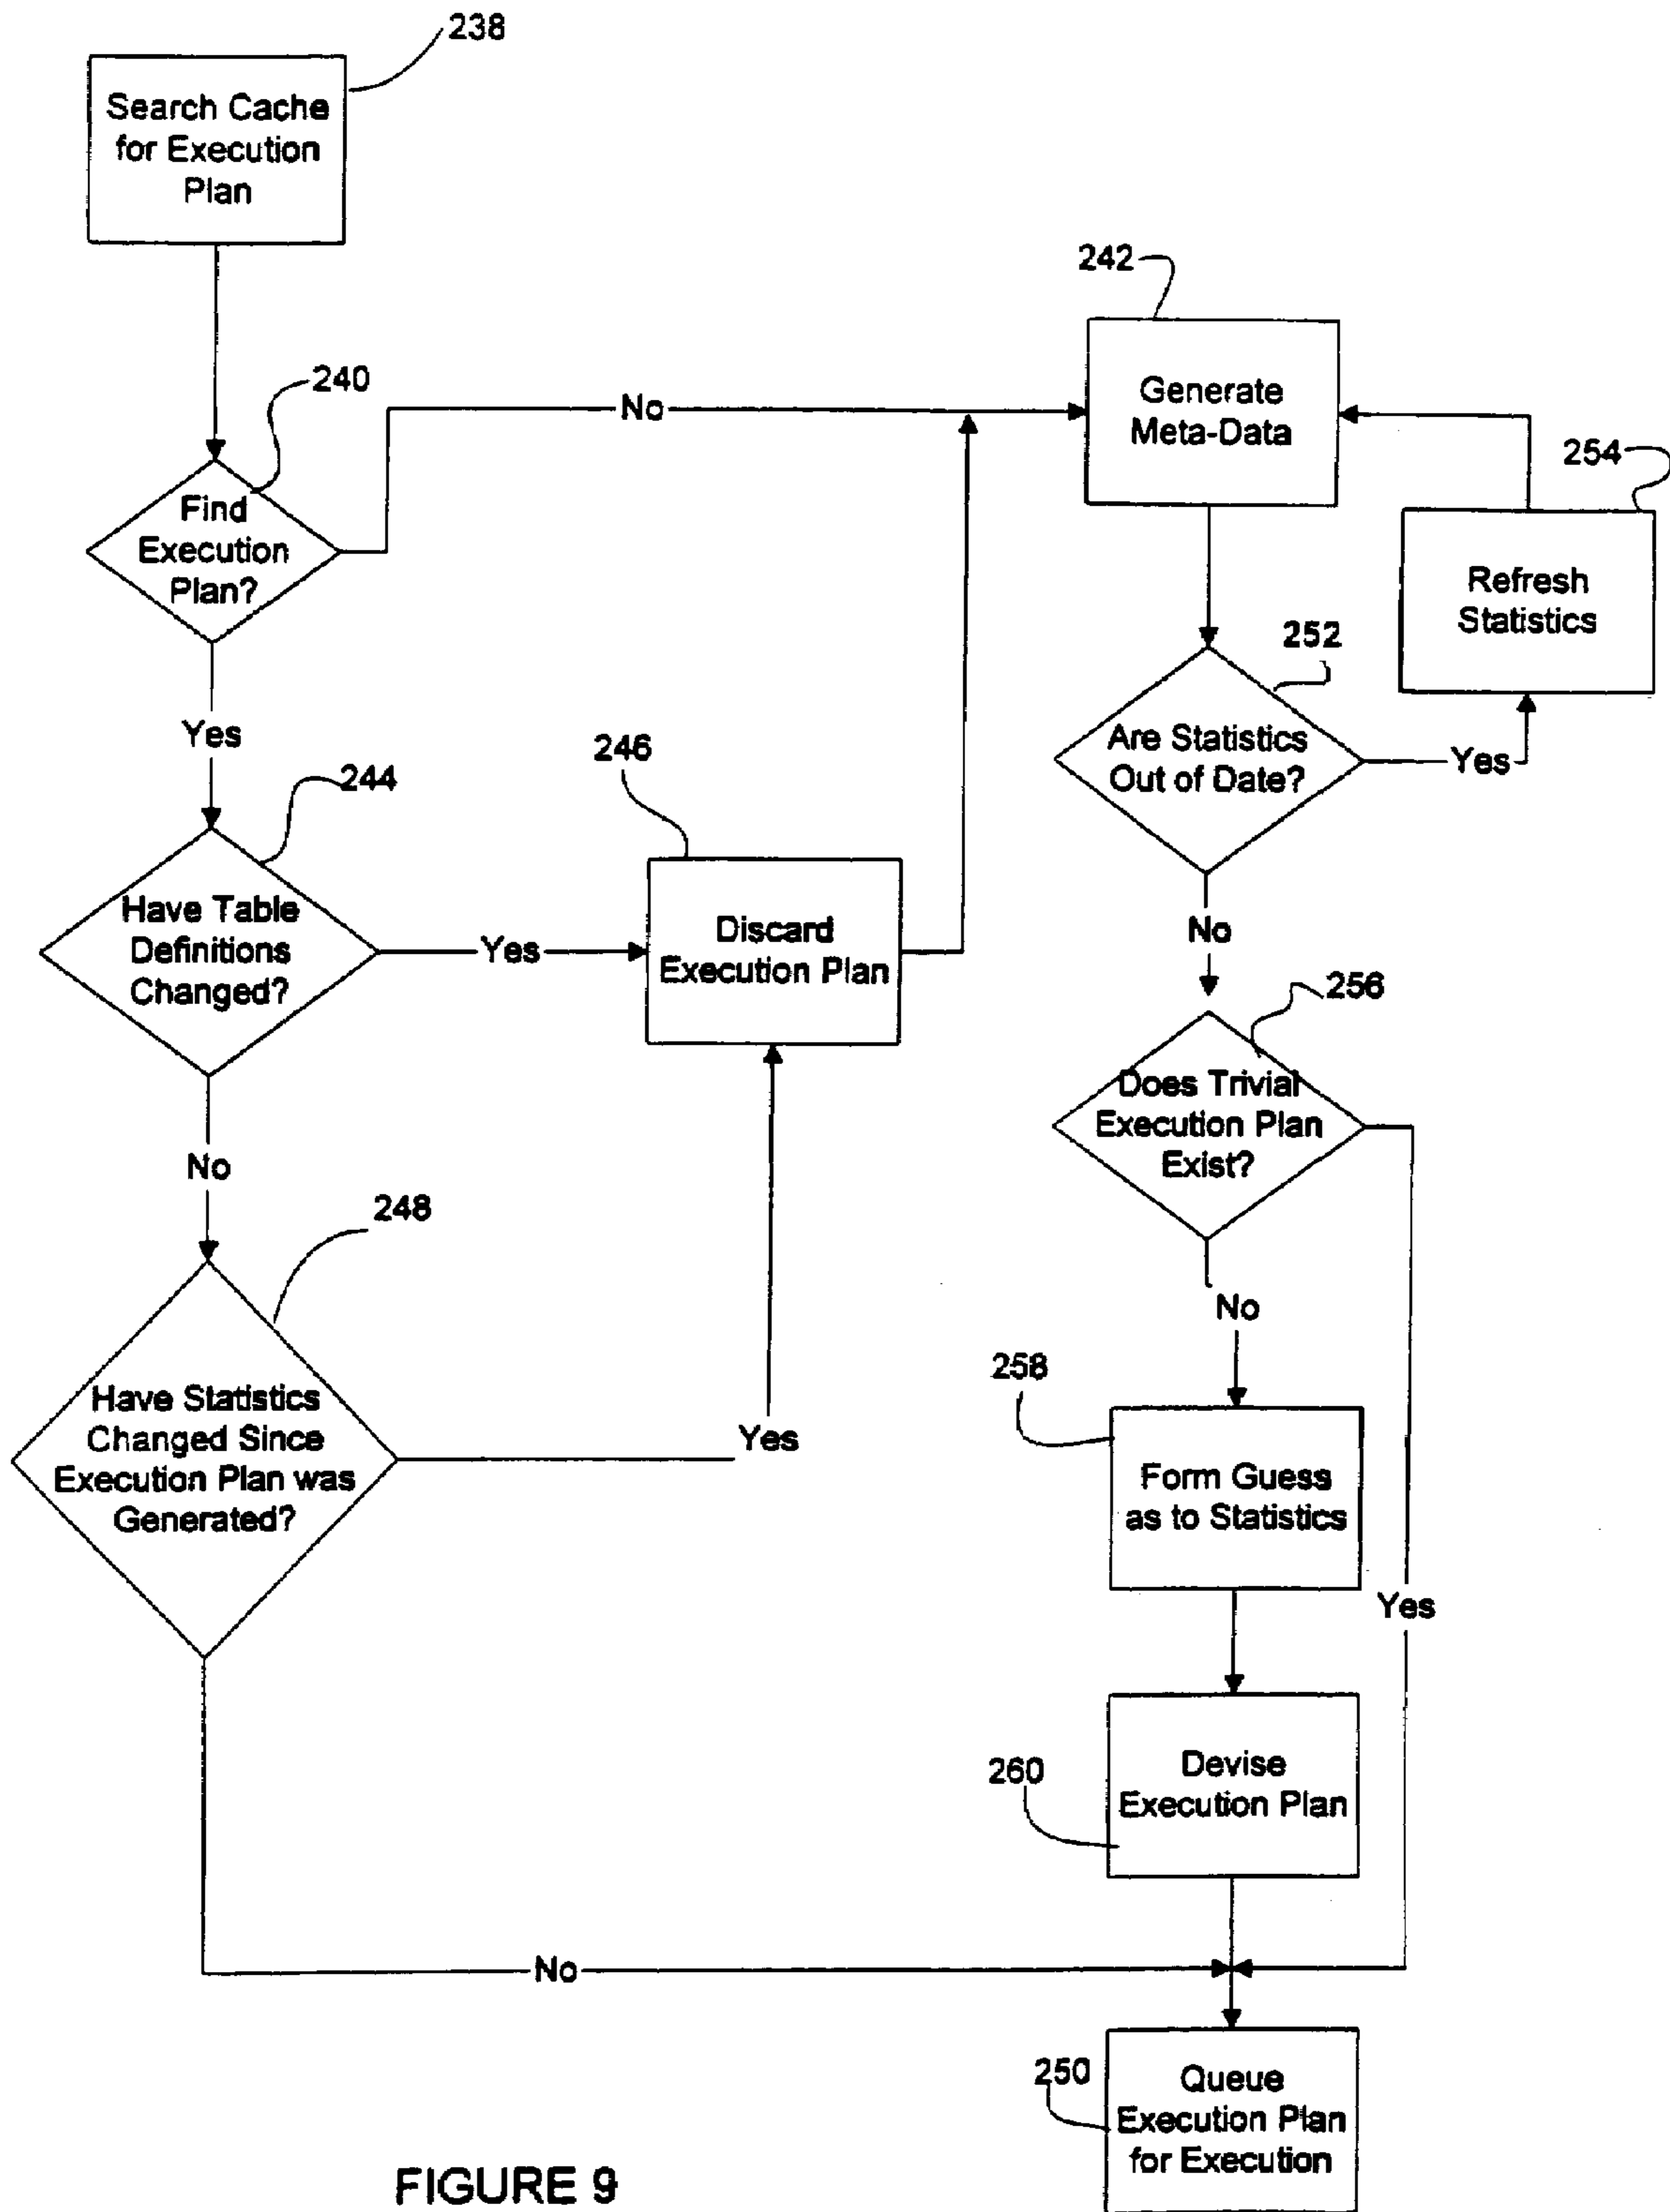 238
Search Cache
for Execution
Plan
240
Find
Execution
Plan?
No
Yes
242
Generate
Meta-Data
254
Refresh
Statistics
252
Are Statistics
Out of Date?
Yes
No
244
Have Table
Definitions
Changed?
Yes
No
246
Discard
Execution Plan
256
Does Trivial
Execution Plan
Exist?
No
Yes
248
Have Statistics
Changed Since
Execution Plan was
Generated?
Yes
No
258
Form Guess
as to Statistics
260
Devise
Execution Plan
250
Queue
Execution Plan
for Execution
FIGURE 9